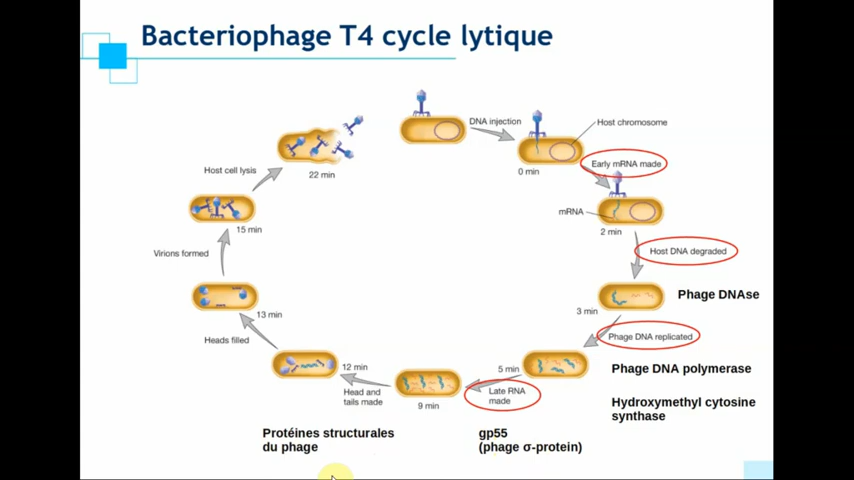 Bacteriophage T4 cycle lytique
DNA injection
Host chromosome
0 min
Early mRNA made
mRNA
2 min
Host DNA degraded
Phage DNAse
3 min
Phage DNA replicated
Phage DNA polymerase
Hydroxymethyl cytosine
synthase
5 min
Late RNA
made
gp55
(phage σ-protein)
9 min
Head and
tails made
Protéines structurales
du phage
12 min
Heads filled
13 min
Virions formed
15 min
Host cell lysis
22 min